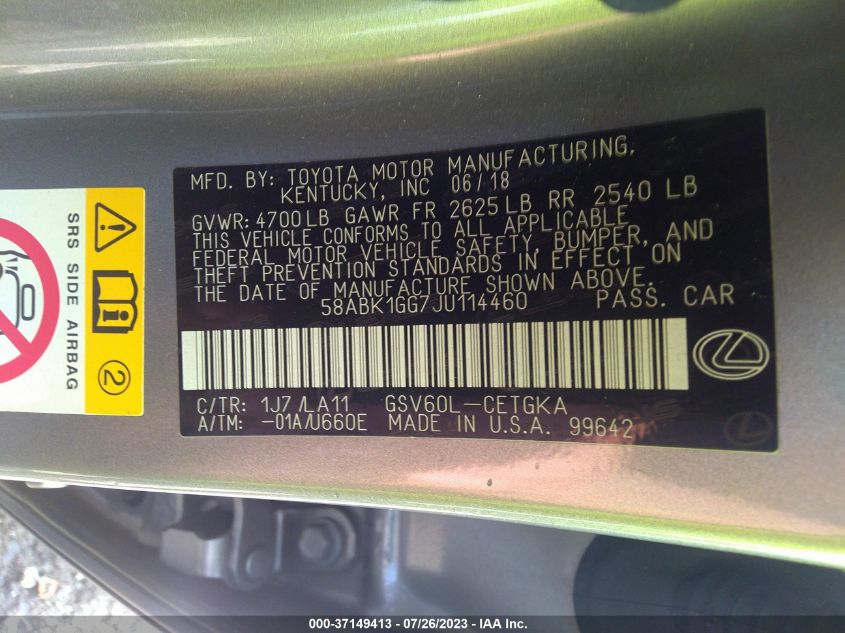 MFD. BY: TOYOTA MOTOR MANUFACTURING,
KENTUCKY, INC 06/18
GVWR: 4700LB GAWR FR 2625LB RR 2540 LB
THIS VEHICLE CONFORMS TO ALL APPLICABLE
FEDERAL MOTOR VEHICLE SAFETY, BUMPER, AND
THEFT PREVENTION STANDARDS IN EFFECT ON
THE DATE OF MANUFACTURE SHOWN ABOVE.
58ABK1GG7JU114460 PASS. CAR
C/TR: 1J7 /LA11 GSV60L-CETGKA
A/TM: -01A/U660E MADE IN U.S.A. 99642
SRS SIDE AIRBAG
2
000-37149413 - 07/26/2023 - IAA Inc.